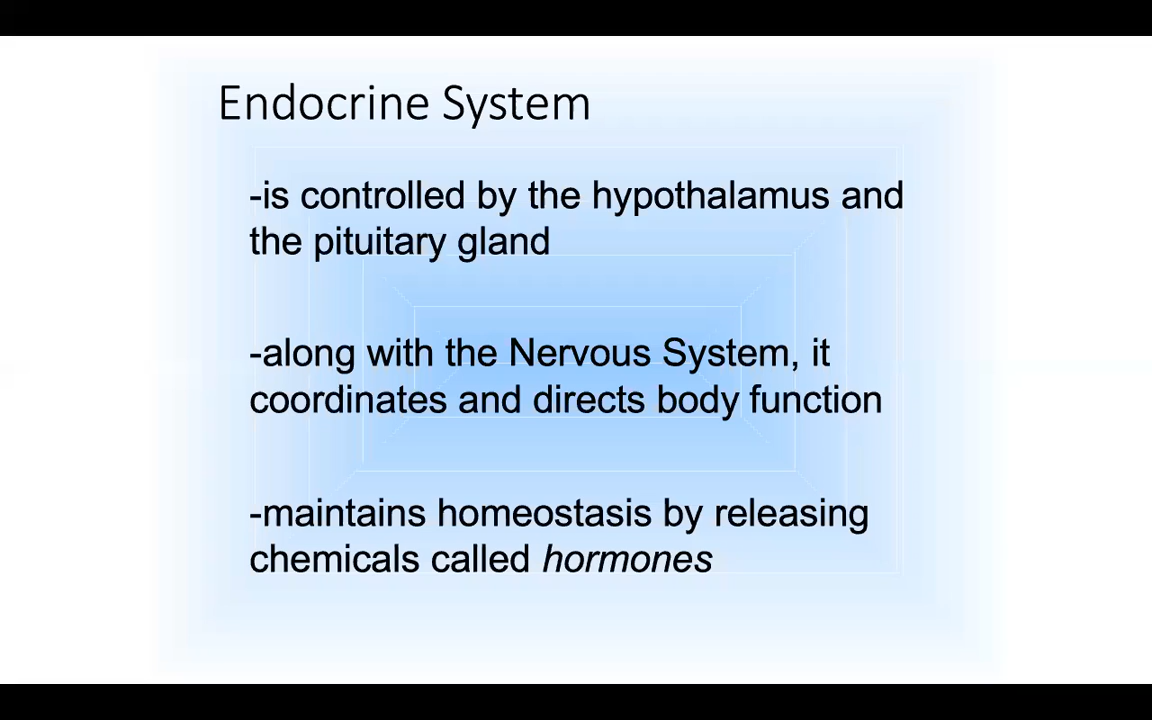 Endocrine System
-is controlled by the hypothalamus and
the pituitary gland
-along with the Nervous System, it
coordinates and directs body function
-maintains homeostasis by releasing
chemicals called hormones